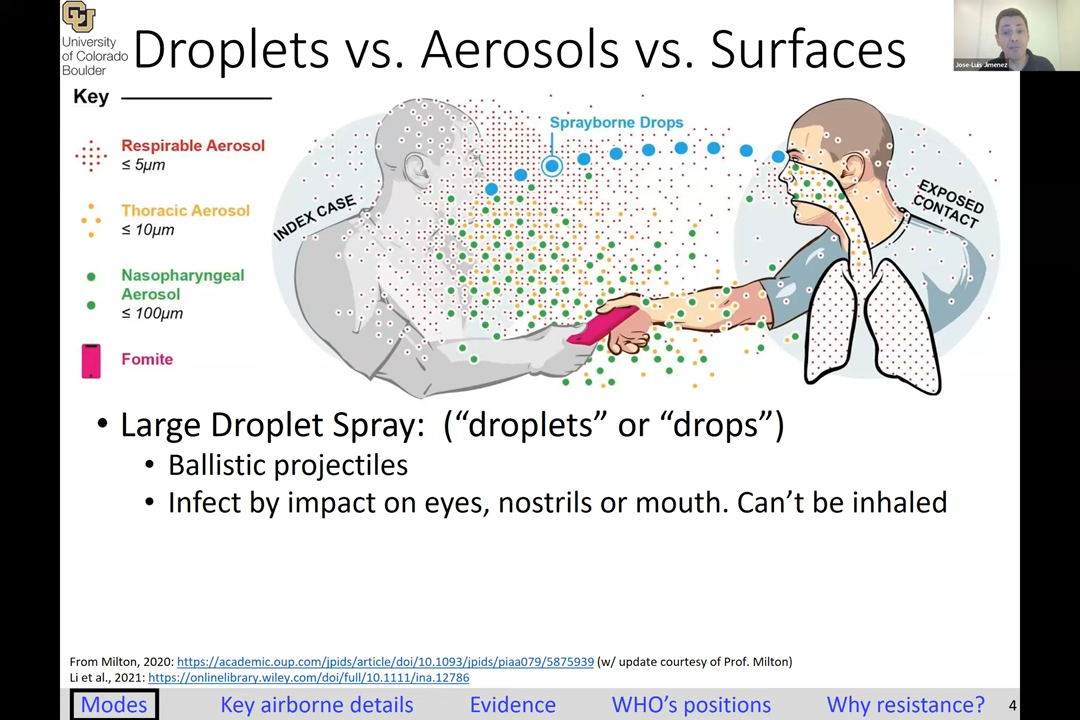 University
of Colorado
Boulder
Droplets vs. Aerosols vs. Surfaces
Jose-Luis Jimenez
Key
Respirable Aerosol
≤ 5µm
Thoracic Aerosol
≤ 10µm
Nasopharyngeal
Aerosol
≤ 100µm
Fomite
INDEX CASE
Sprayborne Drops
EXPOSED
CONTACT
• Large Droplet Spray: (“droplets” or “drops”)
• Ballistic projectiles
• Infect by impact on eyes, nostrils or mouth. Can’t be inhaled
From Milton, 2020: https://academic.oup.com/jpids/article/doi/10.1093/jpids/piaa079/5875939 (w/ update courtesy of Prof. Milton)
Li et al., 2021: https://onlinelibrary.wiley.com/doi/full/10.1111/ina.12786
Modes Key airborne details Evidence WHO’s positions Why resistance? 4